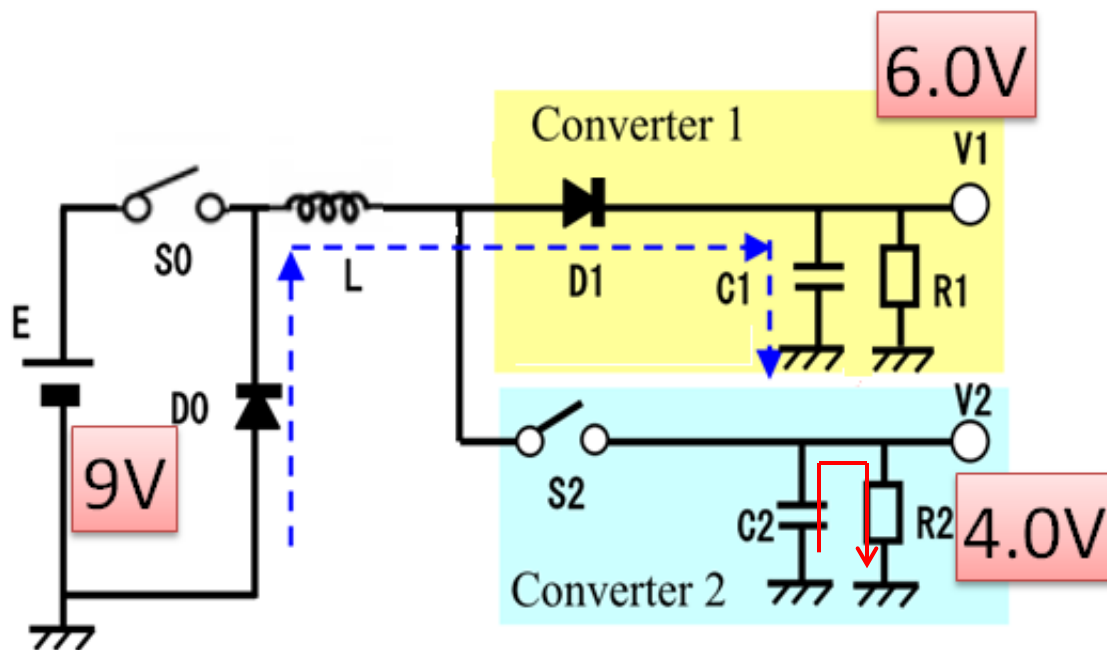 6.0V
Converter 1
V1
S0
L
D1
C1
R1
E
D0
V2
9V
S2
C2
R2
4.0V
Converter 2